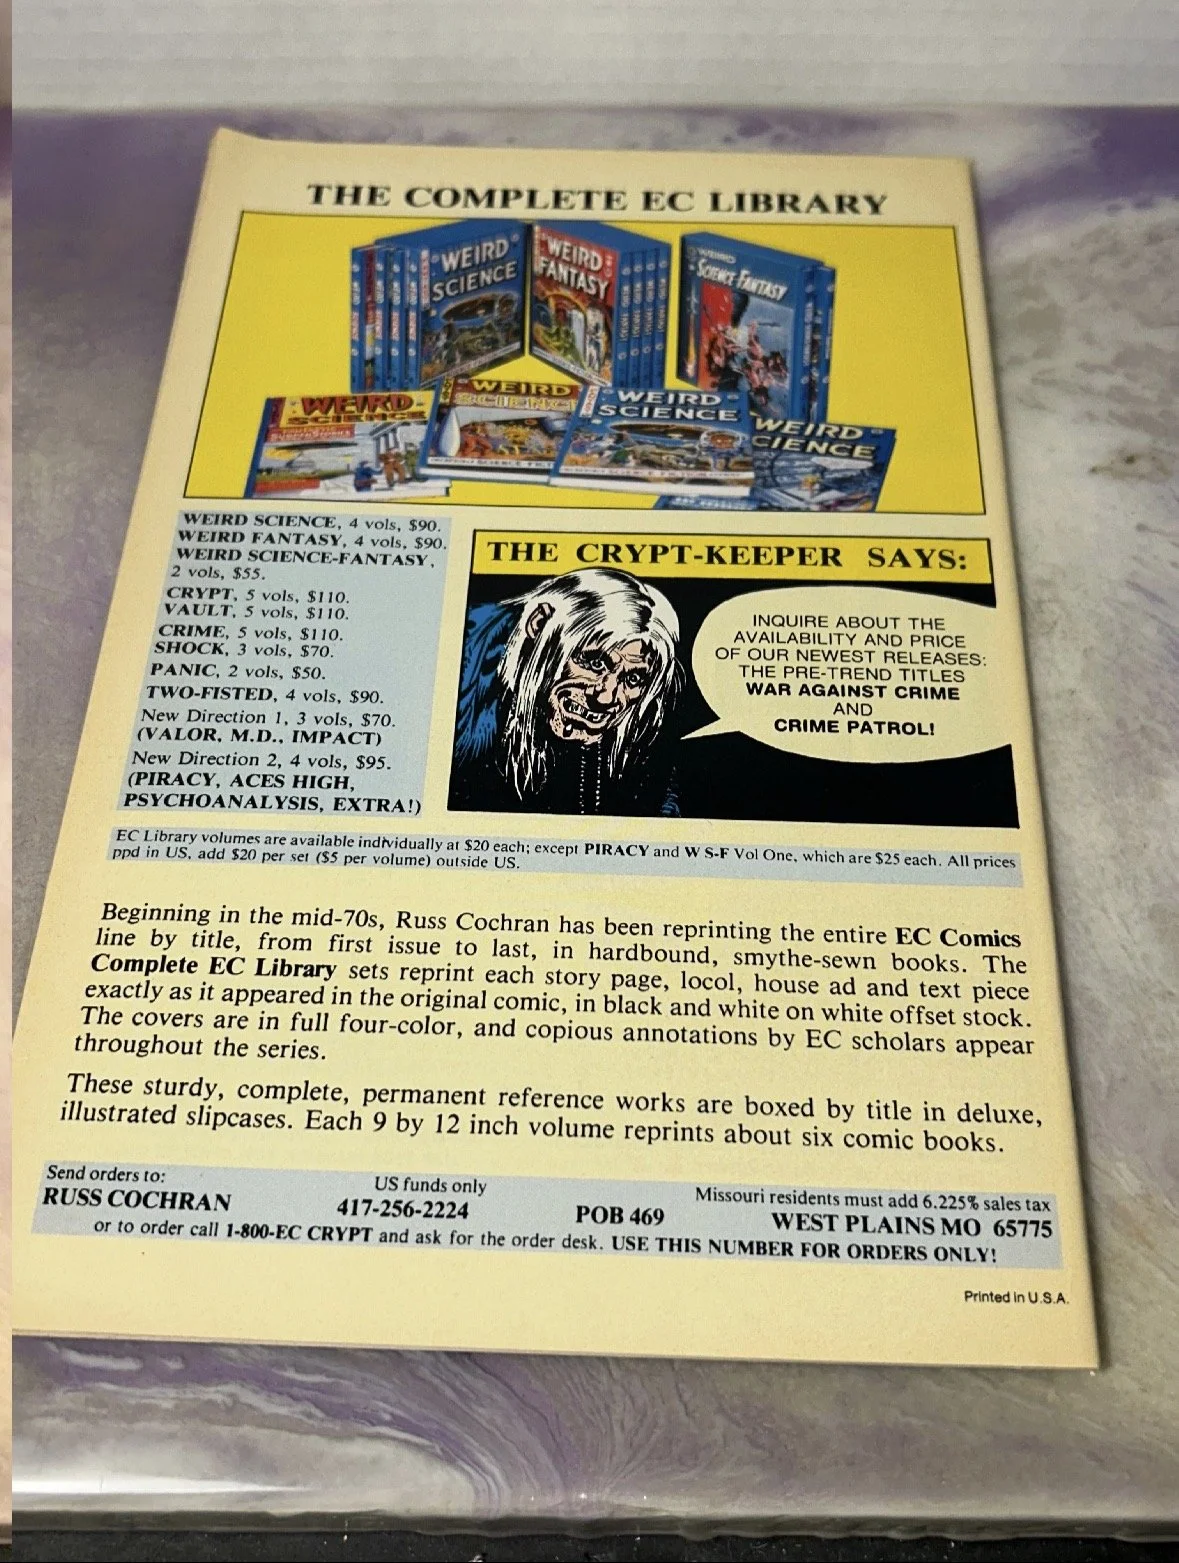 THE COMPLETE EC LIBRARY
WEIRD
SCIENCE
WEIRD
FANTASY
WEIRD
SCIENCE-FANTASY
WEIRD
SCIENCE
WEIRD
SCIENCE
WEIRD
SCIENCE
WEIRD
CIENCE
WEIRD SCIENCE, 4 vols, $90.
WEIRD FANTASY, 4 vols, $90.
WEIRD SCIENCE-FANTASY,
2 vols, $55.
CRYPT, 5 vols, $110.
VAULT, 5 vols, $110.
CRIME, 5 vols, $110.
SHOCK, 3 vols, $70.
PANIC, 2 vols, $50.
TWO-FISTED, 4 vols, $90.
New Direction 1, 3 vols, $70.
(VALOR, M.D., IMPACT)
New Direction 2, 4 vols, $95.
(PIRACY, ACES HIGH,
PSYCHOANALYSIS, EXTRA!)
THE CRYPT-KEEPER SAYS:
INQUIRE ABOUT THE
AVAILABILITY AND PRICE
OF OUR NEWEST RELEASES:
THE PRE-TREND TITLES
WAR AGAINST CRIME
AND
CRIME PATROL!
EC Library volumes are available individually at $20 each; except PIRACY and W S-F Vol One, which are $25 each. All prices
ppd in US, add $20 per set ($5 per volume) outside US.
Beginning in the mid-70s, Russ Cochran has been reprinting the entire EC Comics
line by title, from first issue to last, in hardbound, smythe-sewn books. The
Complete EC Library sets reprint each story page, locol, house ad and text piece
exactly as it appeared in the original comic, in black and white on white offset stock.
The covers are in full four-color, and copious annotations by EC scholars appear
throughout the series.
These sturdy, complete, permanent reference works are boxed by title in deluxe,
illustrated slipcases. Each 9 by 12 inch volume reprints about six comic books.
Send orders to: US funds only Missouri residents must add 6.225% sales tax
RUSS COCHRAN 417-256-2224 POB 469 WEST PLAINS MO 65775
or to order call 1-800-EC CRYPT and ask for the order desk. USE THIS NUMBER FOR ORDERS ONLY!
Printed in U.S.A.